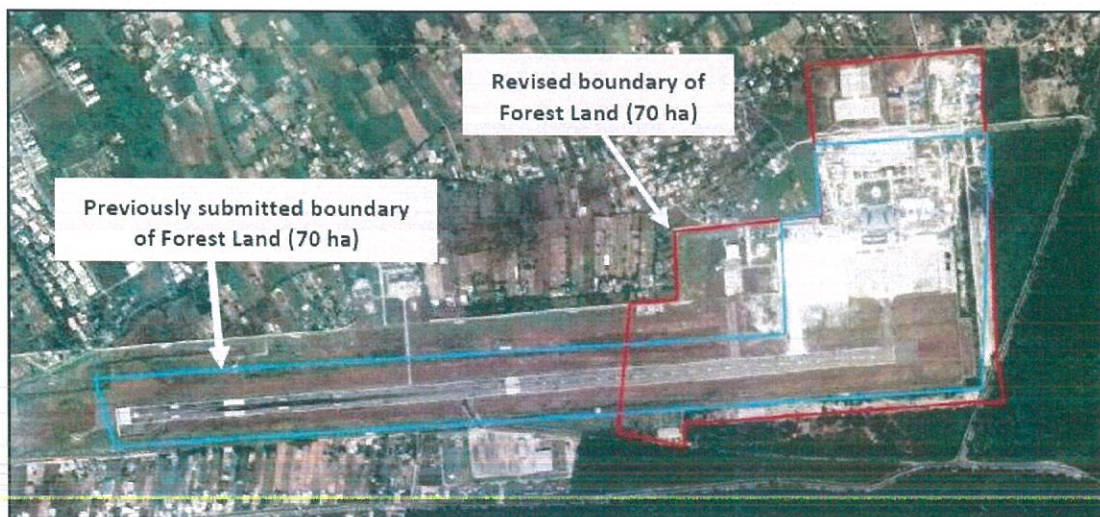 Revised boundary of
Forest Land (70 ha)
Previously submitted boundary
of Forest Land (70 ha)